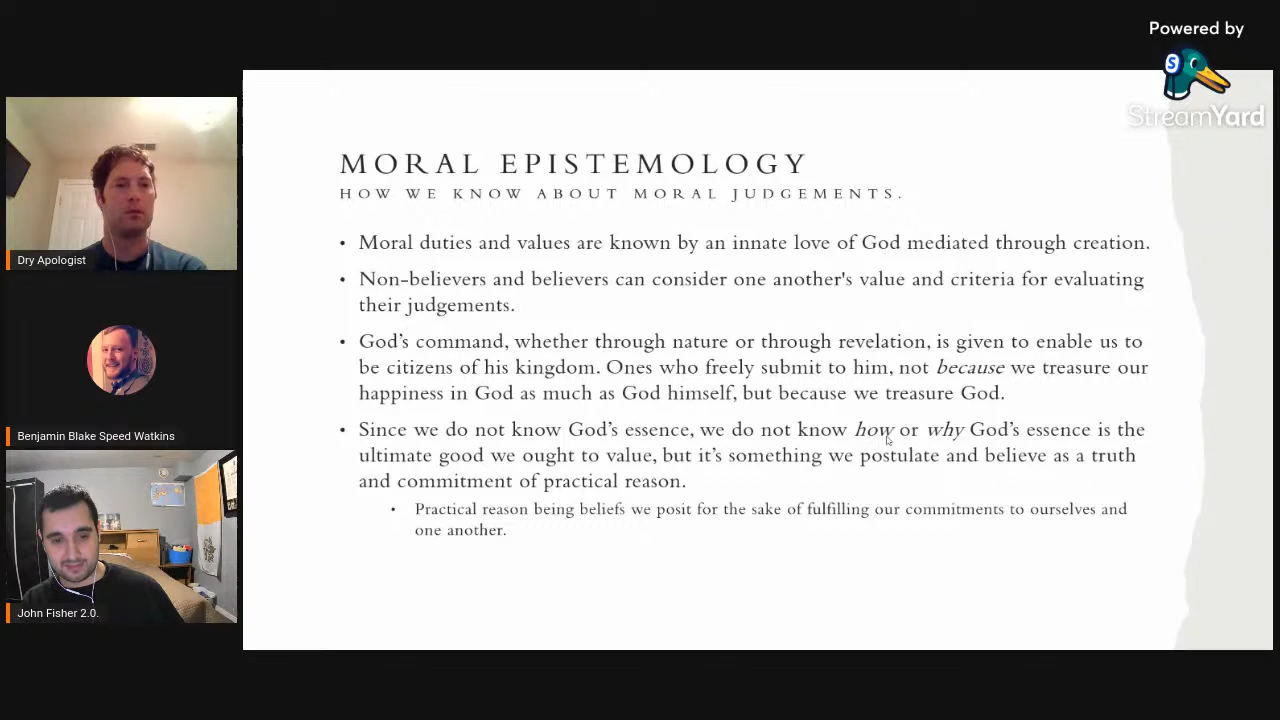 Powered by
StreamYard
MORAL EPISTEMOLOGY
HOW WE KNOW ABOUT MORAL JUDGEMENTS.
• Moral duties and values are known by an innate love of God mediated through creation.
• Non-believers and believers can consider one another's value and criteria for evaluating
their judgements.
• God's command, whether through nature or through revelation, is given to enable us to
be citizens of his kingdom. Ones who freely submit to him, not because we treasure our
happiness in God as much as God himself, but because we treasure God.
• Since we do not know God's essence, we do not know how or why God's essence is the
ultimate good we ought to value, but it's something we postulate and believe as a truth
and commitment of practical reason.
• Practical reason being beliefs we posit for the sake of fulfilling our commitments to ourselves and
one another.
Dry Apologist
Benjamin Blake Speed Watkins
John Fisher 2.0.